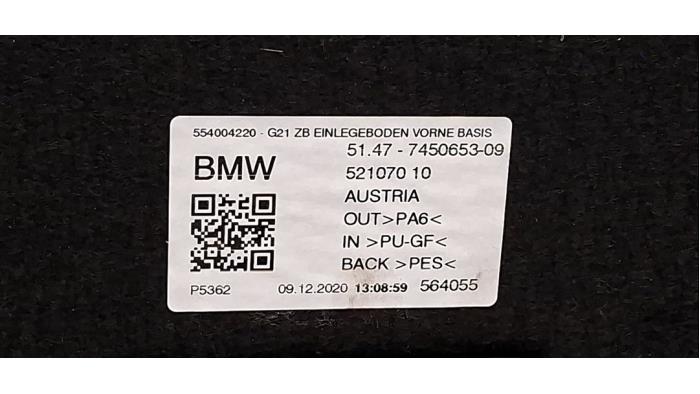 554004220 - G21 ZB EINLEGEBODEN VORNE BASIS
51.47 - 7450653-09
BMW
521070 10
AUSTRIA
OUT>PA6<
IN >PU-GF<
BACK >PES<
P5362 09.12.2020 13:08:59 564055